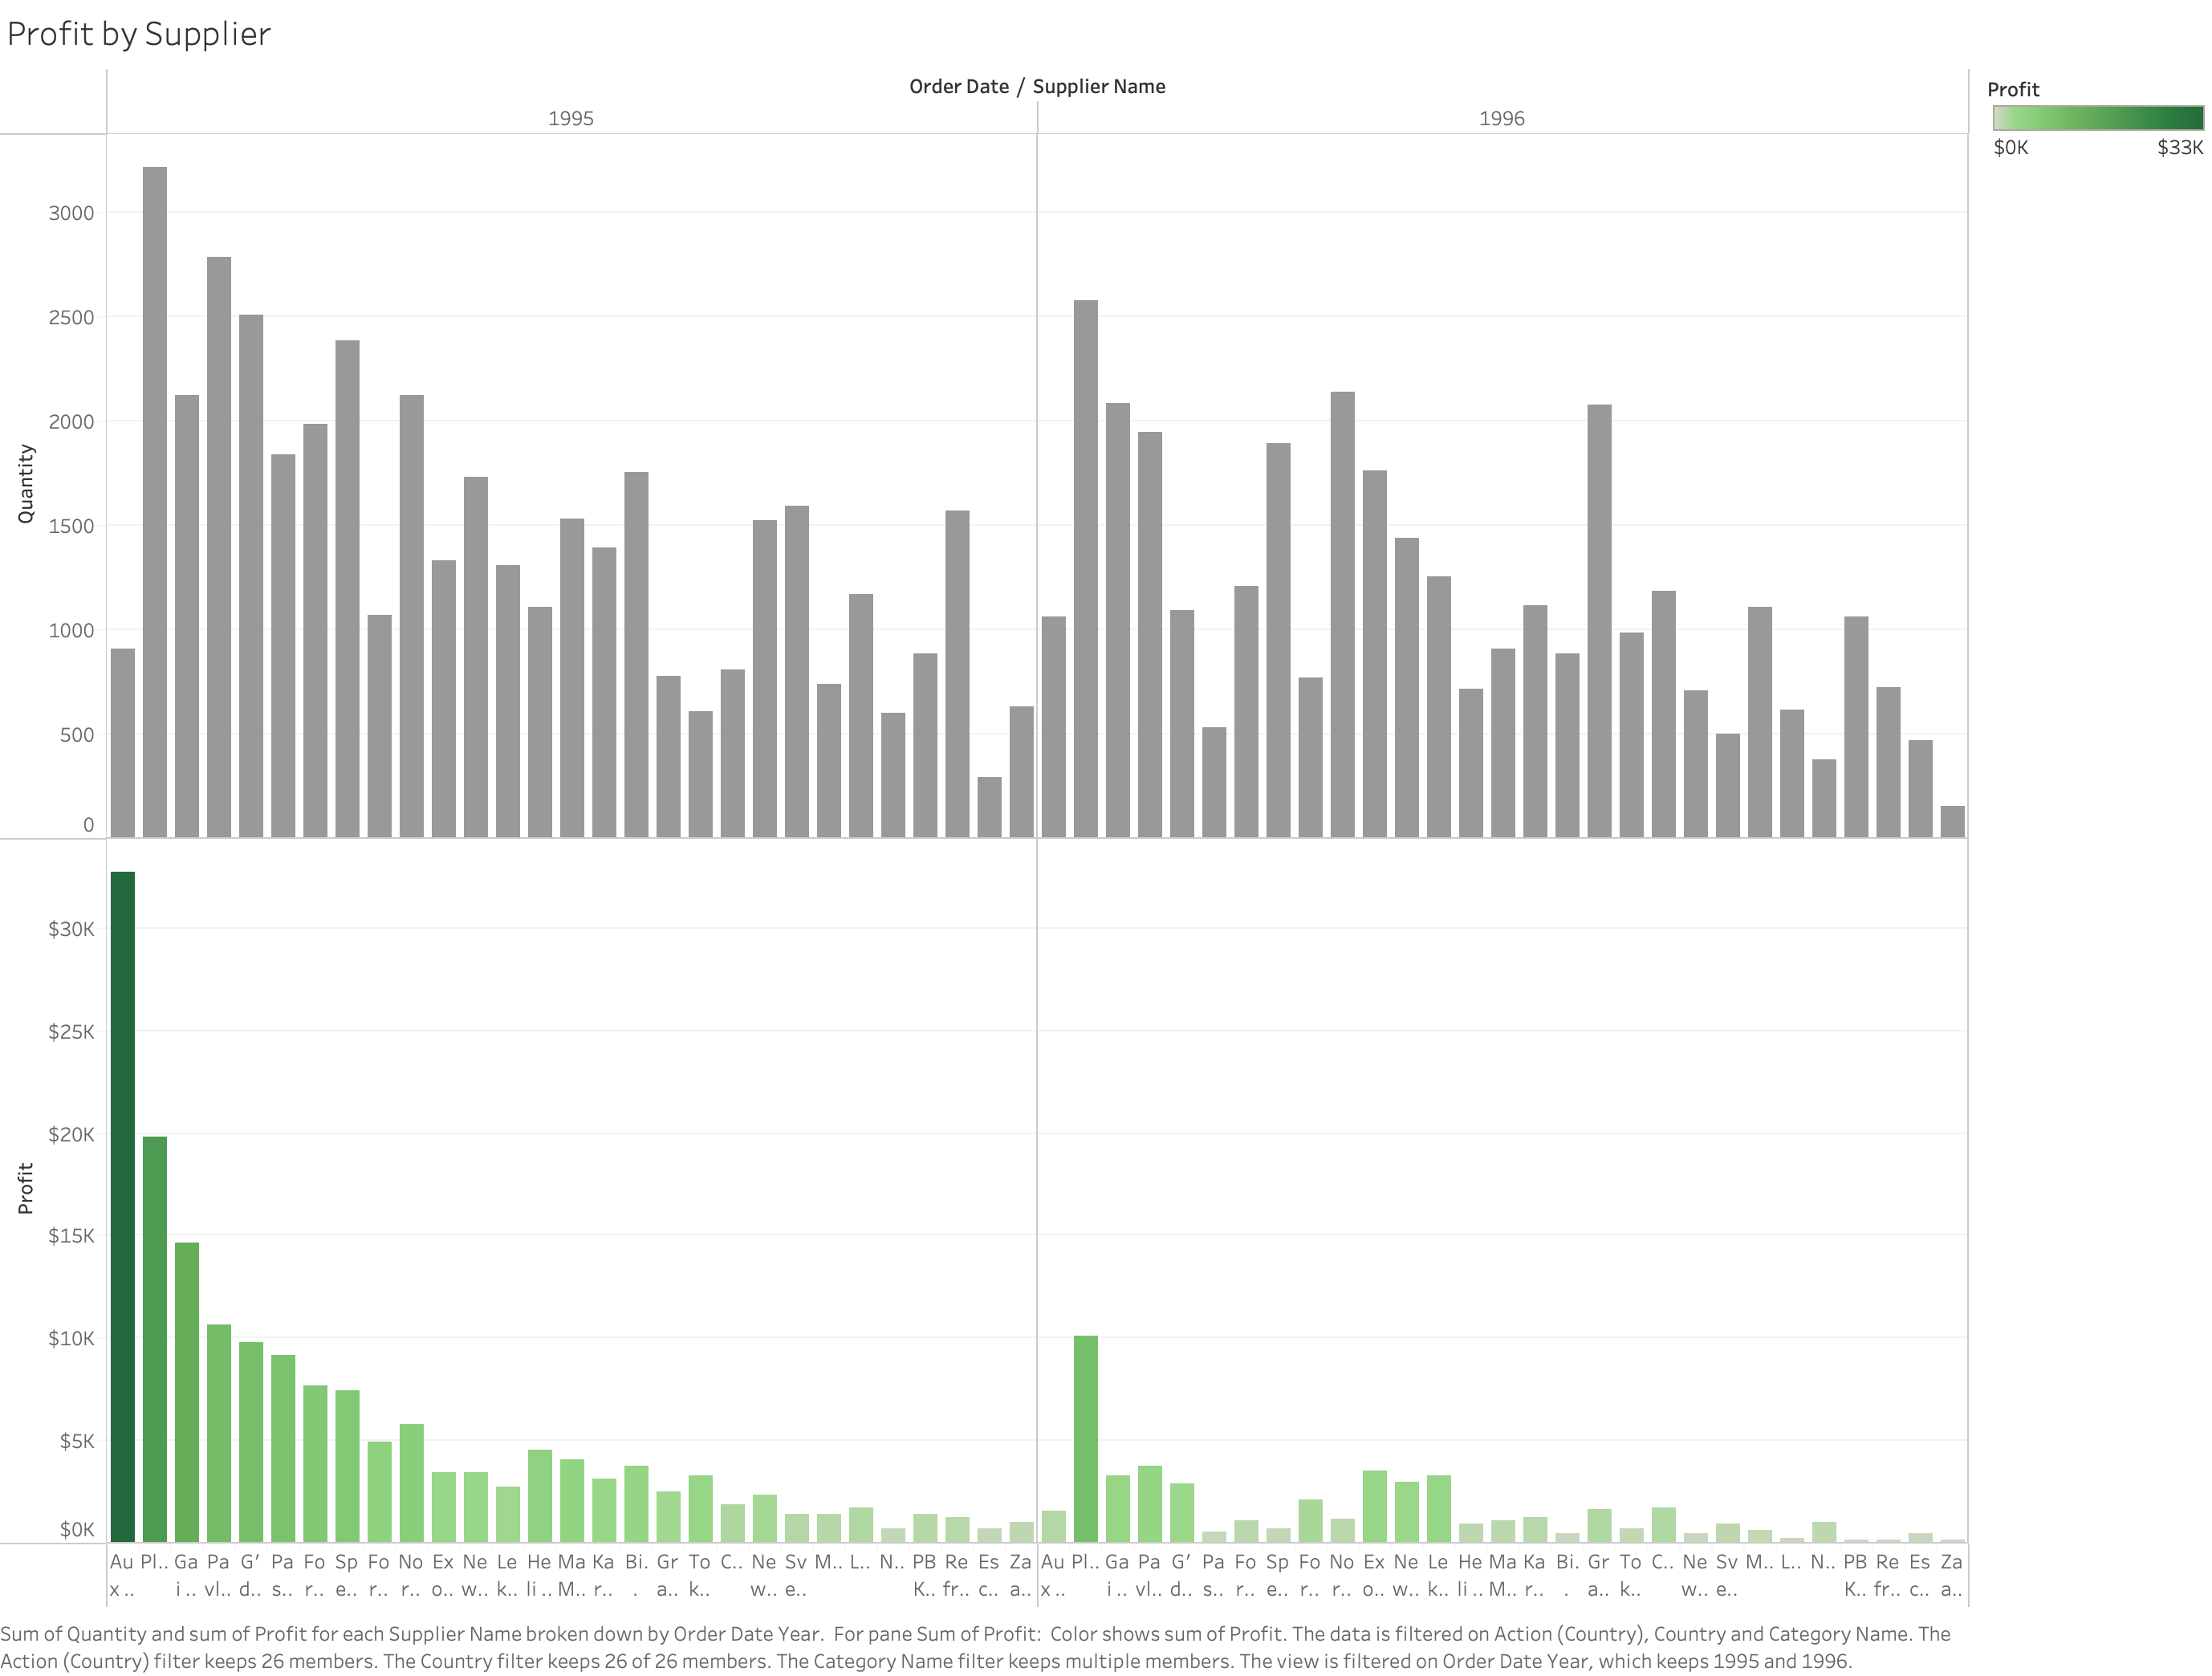 Profit by Supplier
Order Date / Supplier Name
Profit
1995
1996
$0K
$33K
3000
2500
2000
1500
1000
500
0
Quantity
$30K
$25K
$20K
$15K
$10K
$5K
$0K
Profit
Au Pl.. Ga Pa G’ Pa Fo Sp Fo No Ex Ne Le He Ma Ka Bi. Gr To C.. Ne Sv M.. L.. N.. PB Re Es Za Au Pl.. Ga Pa G’ Pa Fo Sp Fo No Ex Ne Le He Ma Ka Bi. Gr To C.. Ne Sv M.. L.. N.. PB Re Es Za
x .. i .. vl.. d.. s.. r.. e.. r.. r.. o.. w.. k.. li .. M.. r.. . a.. k.. w.. e.. K.. fr.. c.. a.. x .. i .. vl.. d.. s.. r.. e.. r.. r.. o.. w.. k.. li .. M.. r.. . a.. k.. w.. e.. K.. fr.. c.. a..
Sum of Quantity and sum of Profit for each Supplier Name broken down by Order Date Year.  For pane Sum of Profit:  Color shows sum of Profit. The data is filtered on Action (Country), Country and Category Name. The
Action (Country) filter keeps 26 members. The Country filter keeps 26 of 26 members. The Category Name filter keeps multiple members. The view is filtered on Order Date Year, which keeps 1995 and 1996.